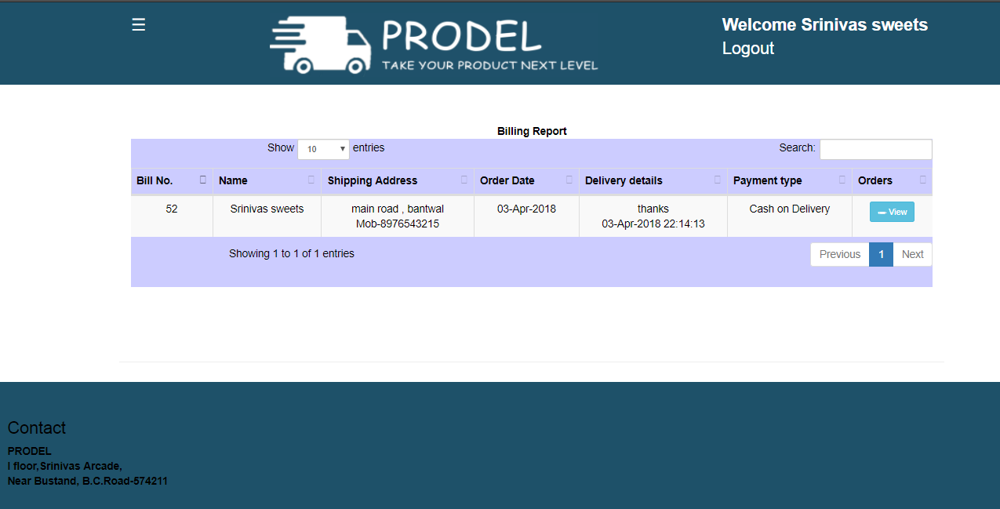 ☰
PRODEL
TAKE YOUR PRODUCT NEXT LEVEL
Welcome Srinivas sweets
Logout
Billing Report
Show 10 entries
Search:
Bill No. Name Shipping Address Order Date Delivery details Payment type Orders
52 Srinivas sweets main road , bantwal 03-Apr-2018 thanks Cash on Delivery View
Mob-8976543215 03-Apr-2018 22:14:13
Showing 1 to 1 of 1 entries
Previous 1 Next
Contact
PRODEL
I floor,Srinivas Arcade,
Near Bustand, B.C.Road-574211